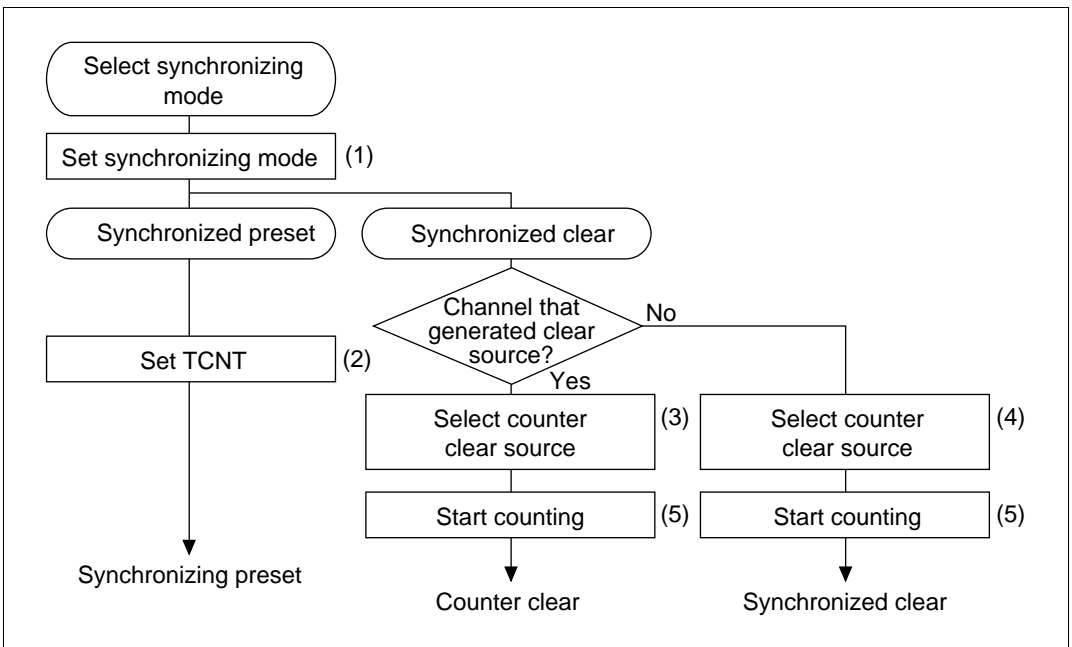 Select synchronizing
mode
Set synchronizing mode (1)
Synchronized preset
Synchronized clear
Channel that
generated clear
source?
No
Yes
Set TCNT (2)
Select counter
clear source
(3)
Select counter
clear source
(4)
Start counting (5)
Start counting (5)
Synchronizing preset
Counter clear
Synchronized clear